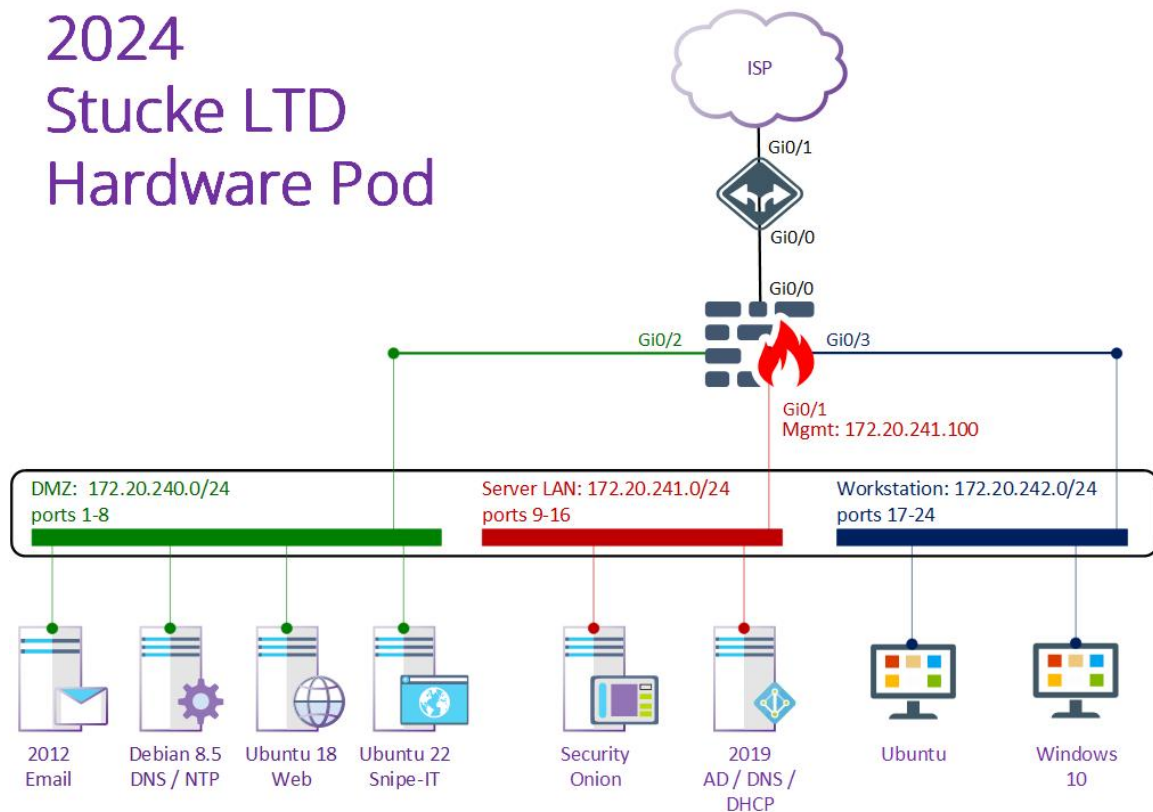 2024
Stucke LTD
Hardware Pod
ISP
Gi0/1
Gi0/0
Gi0/0
Gi0/2
Gi0/3
Gi0/1
Mgmt: 172.20.241.100
DMZ: 172.20.240.0/24
ports 1-8
Server LAN: 172.20.241.0/24
ports 9-16
Workstation: 172.20.242.0/24
ports 17-24
2012
Email
Debian 8.5
DNS / NTP
Ubuntu 18
Web
Ubuntu 22
Snipe-IT
Security
Onion
2019
AD / DNS /
DHCP
Ubuntu
Windows
10